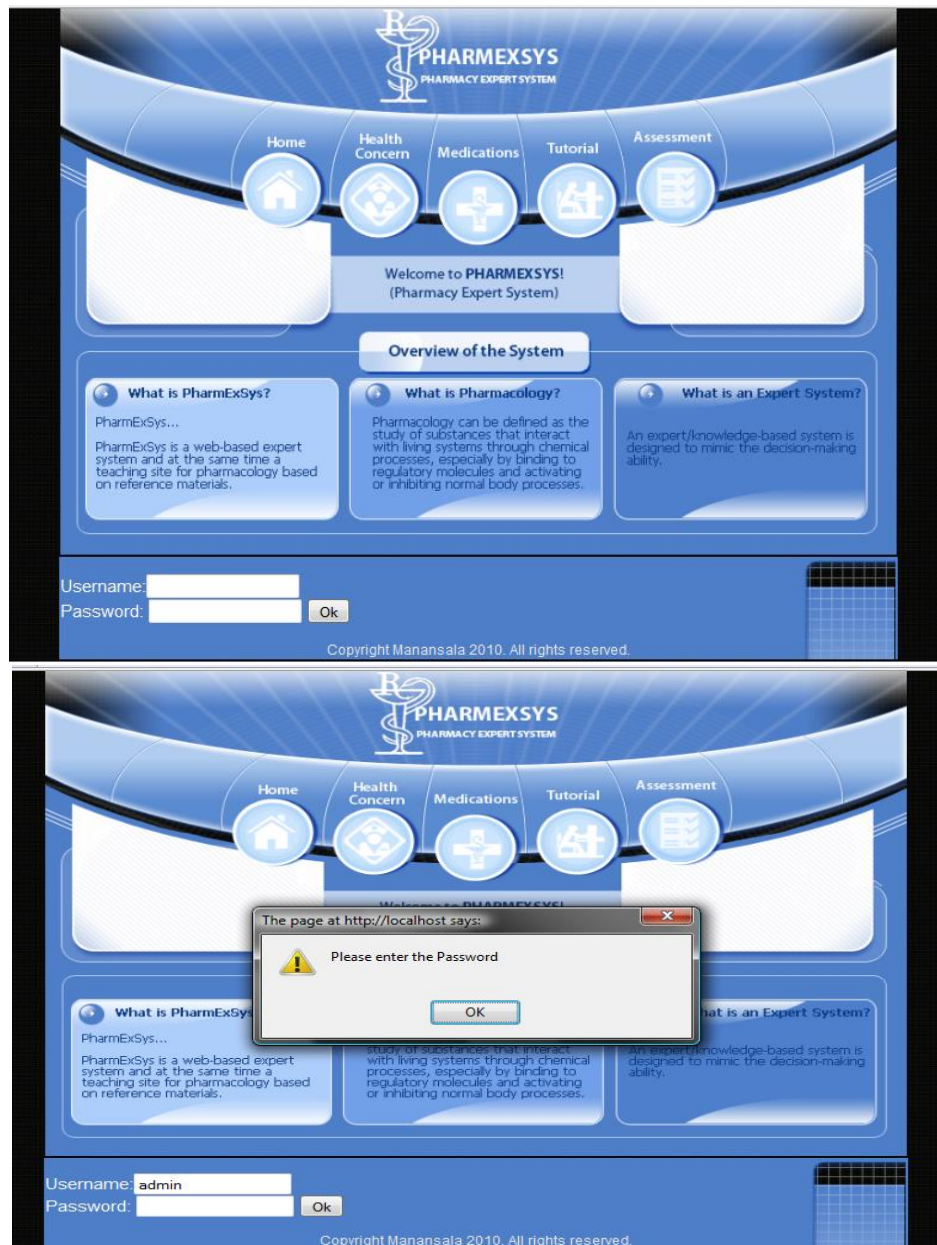 PHARMEXSYS
PHARMACY EXPERT SYSTEM
Home
Health
Concern
Medications
Tutorial
Assessment
Welcome to PHARMEXSYS!
(Pharmacy Expert System)
Overview of the System
What is PharmExSys?
PharmExSys...
PharmExSys is a web-based expert
system and at the same time a
teaching site for pharmacology based
on reference materials.
What is Pharmacology?
Pharmacology can be defined as the
study of substances that interact
with living systems through chemical
processes, especially by binding to
regulatory molecules and activating
or inhibiting normal body processes.
What is an Expert System?
An expert/knowledge-based system is
designed to mimic the decision-making
ability.
Username:
Password:
Ok
Copyright Manansala 2010. All rights reserved.
PHARMEXSYS
PHARMACY EXPERT SYSTEM
Home
Health
Concern
Medications
Tutorial
Assessment
Welcome to PHARMEXSYS!
The page at http://localhost says:
Please enter the Password
OK
What is PharmExSys
PharmExSys...
PharmExSys is a web-based expert
system and at the same time a
teaching site for pharmacology based
on reference materials.
study of substances that interact
with living systems through chemical
processes, especially by binding to
regulatory molecules and activating
or inhibiting normal body processes.
hat is an Expert System?
An expert/knowledge-based system is
designed to mimic the decision-making
ability.
Username: admin
Password:
Ok
Copyright Manansala 2010. All rights reserved.